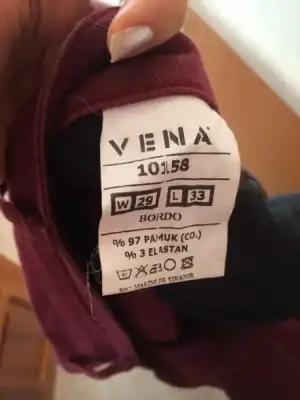 VENA
10158
W 29 L 33
BORDO
% 97 PAMUK (CO.)
% 3 ELASTAN